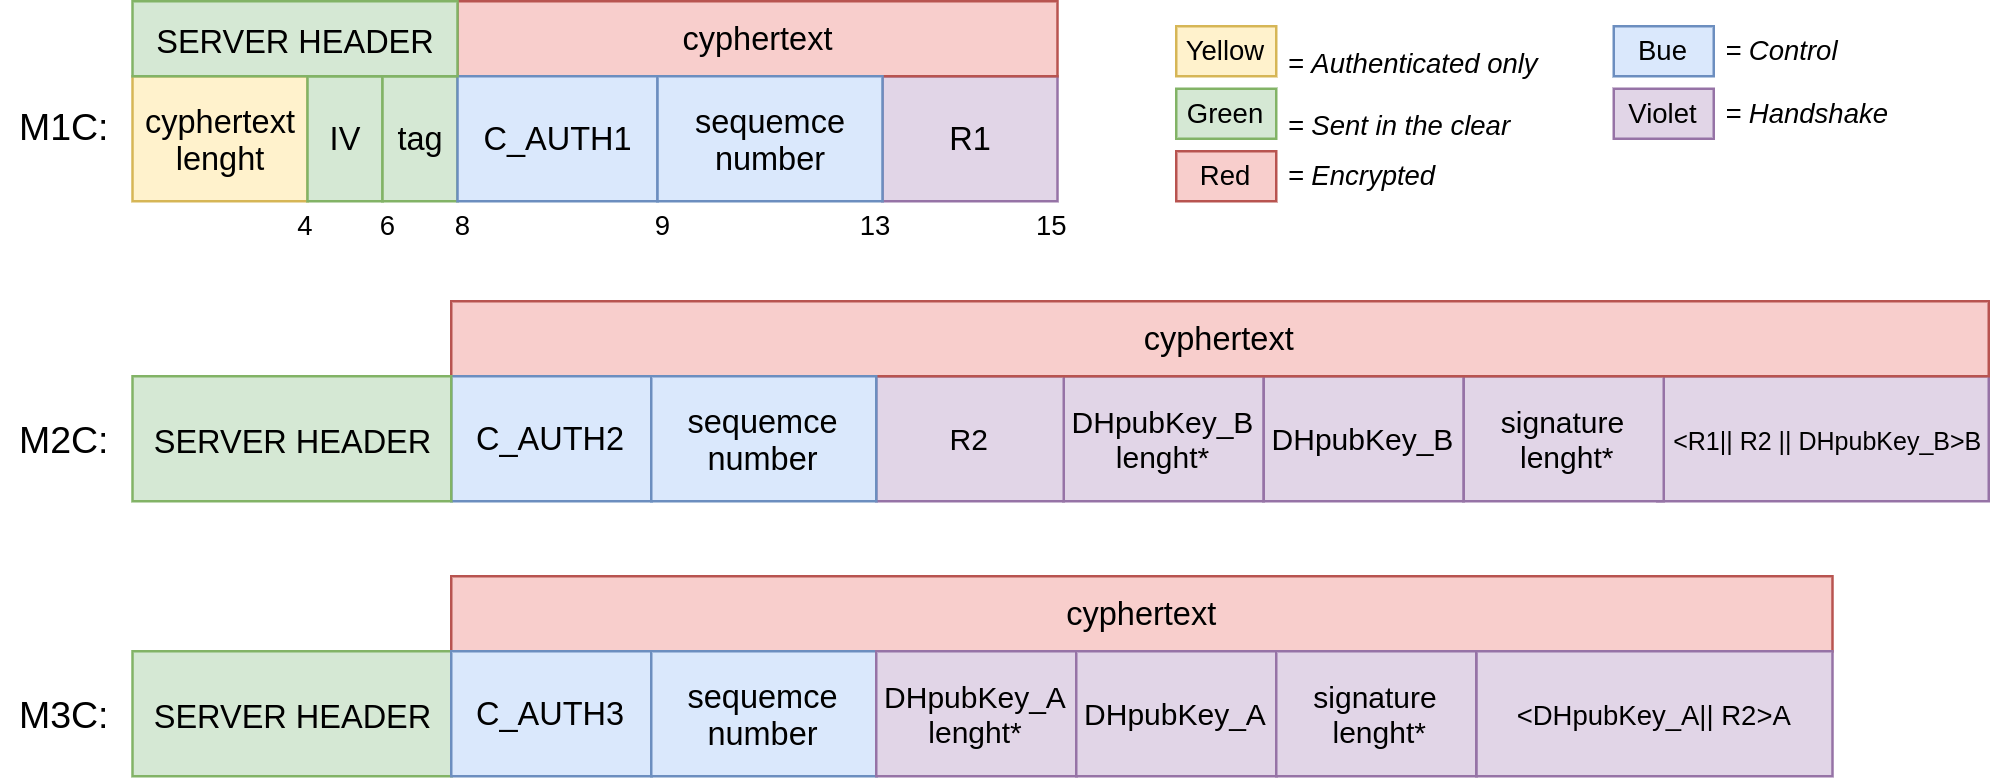 SERVER HEADER
cyphertext
M1C:
cyphertext
lenght
IV
tag
C_AUTH1
sequemce
number
R1
4
6
8
9
13
15
Yellow
= Authenticated only
Green
= Sent in the clear
Red
= Encrypted
Bue
= Control
Violet
= Handshake
cyphertext
M2C:
SERVER HEADER
C_AUTH2
sequemce
number
R2
DHpubKey_B
lenght*
DHpubKey_B
signature
lenght*
<R1|| R2 || DHpubKey_B>B
cyphertext
M3C:
SERVER HEADER
C_AUTH3
sequemce
number
DHpubKey_A
lenght*
DHpubKey_A
signature
lenght*
<DHpubKey_A|| R2>A